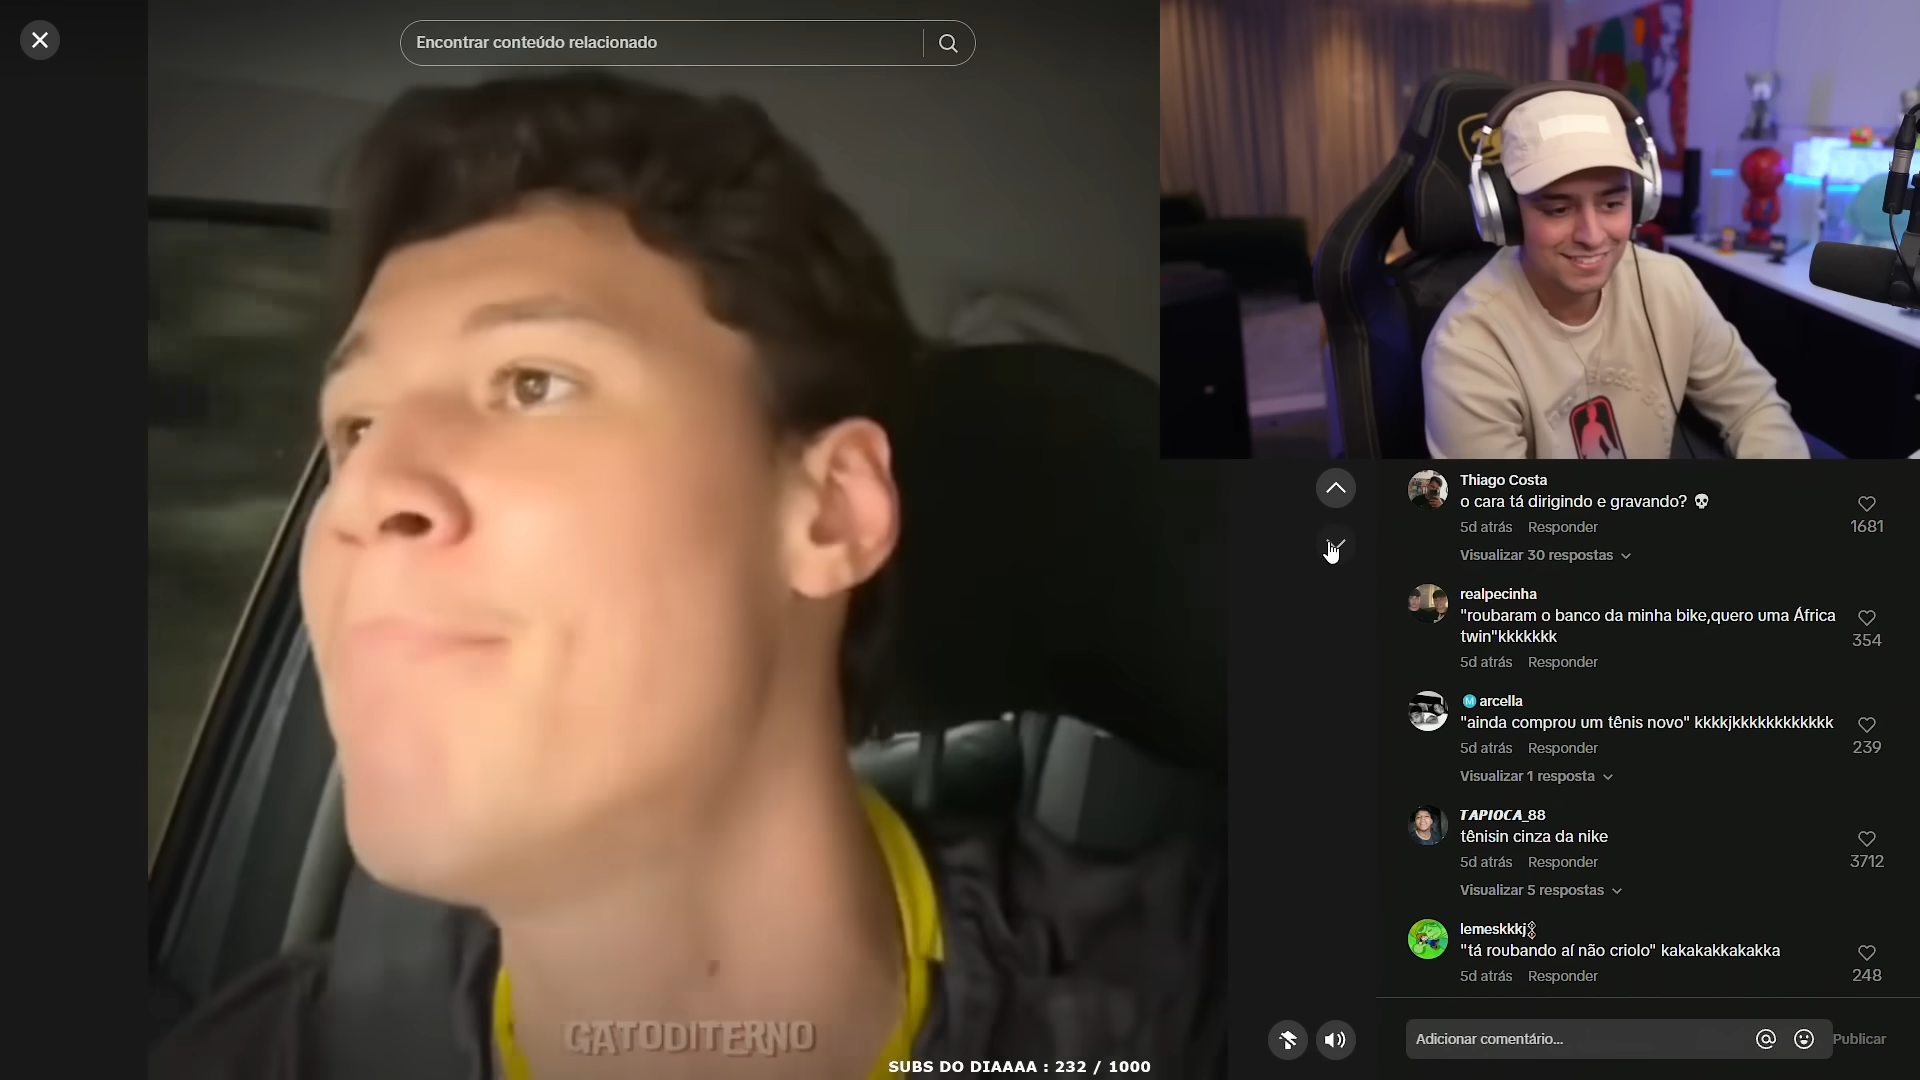 Encontrar conteúdo relacionado
Thiago Costa
o cara tá dirigindo e gravando? 💀
5d atrás Responder
1681
Visualizar 30 respostas
realpecinha
"roubaram o banco da minha bike,quero uma África
twin"kkkkkkk
354
5d atrás Responder
Ⓜarcella
"ainda comprou um tênis novo" kkkkjkkkkkkkkkkkk
5d atrás Responder
239
Visualizar 1 resposta
TAPIOCA_88
tênisin cinza da nike
5d atrás Responder
3712
Visualizar 5 respostas
lemeskkkj
"tá roubando aí não criolo" kakakakkakakka
5d atrás Responder
248
GATODITERNO
Adicionar comentário...
Publicar
SUBS DO DIAAAA : 232 / 1000